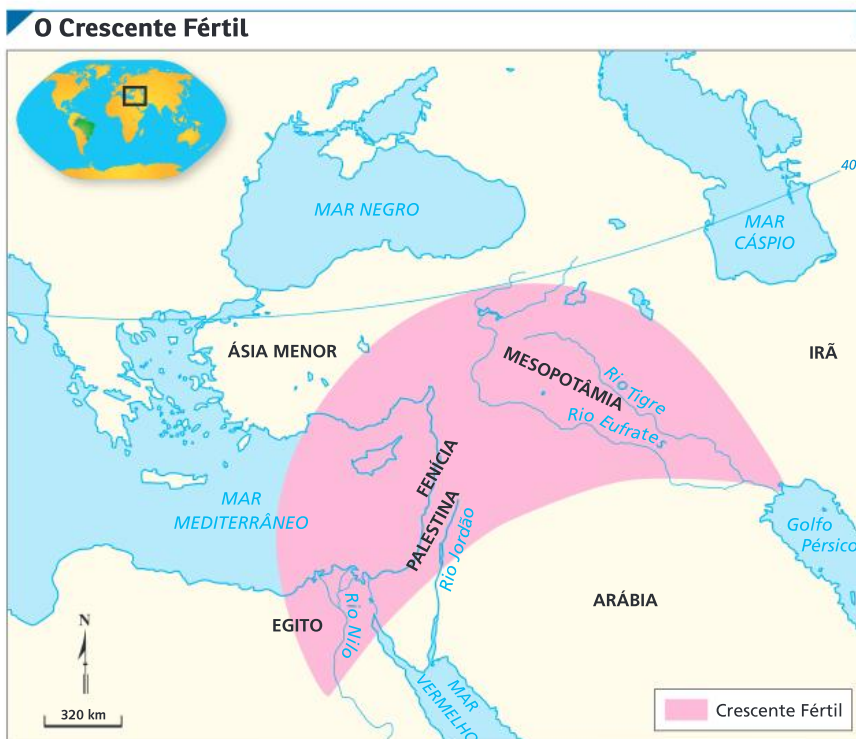 O Crescente Fértil
MAR NEGRO
40
MAR
CÁSPIO
ÁSIA MENOR
IRÃ
MESOPOTÂMIA
Rio Tigre
Rio Eufrates
FENÍCIA
PALESTINA
Rio Jordão
MAR
MEDITERRÂNEO
Golfo
Pérsico
ARÁBIA
EGITO
Rio Nilo
MAR
VERMELHO
N
320 km
Crescente Fértil